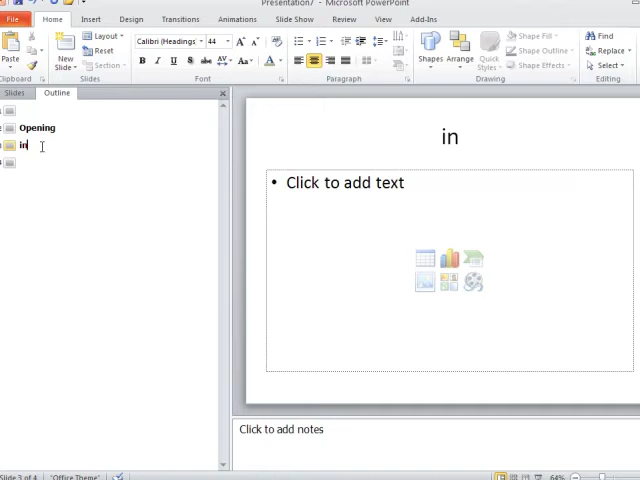 Presentation7 - Microsoft PowerPoint
File Home Insert Design Transitions Animations Slide Show Review View Add-Ins
Paste
Clipboard
New Slide
Layout
Reset
Section
Slides
Calibri (Headings) 44
B I U S abc AV Aa A
Font
Paragraph
Shapes Arrange Quick Styles
Shape Fill
Shape Outline
Shape Effects
Drawing
Find
Replace
Select
Editing
Slides Outline
Opening
in
in
• Click to add text
Click to add notes
Slide 3 of 4 "Office Theme" 64%